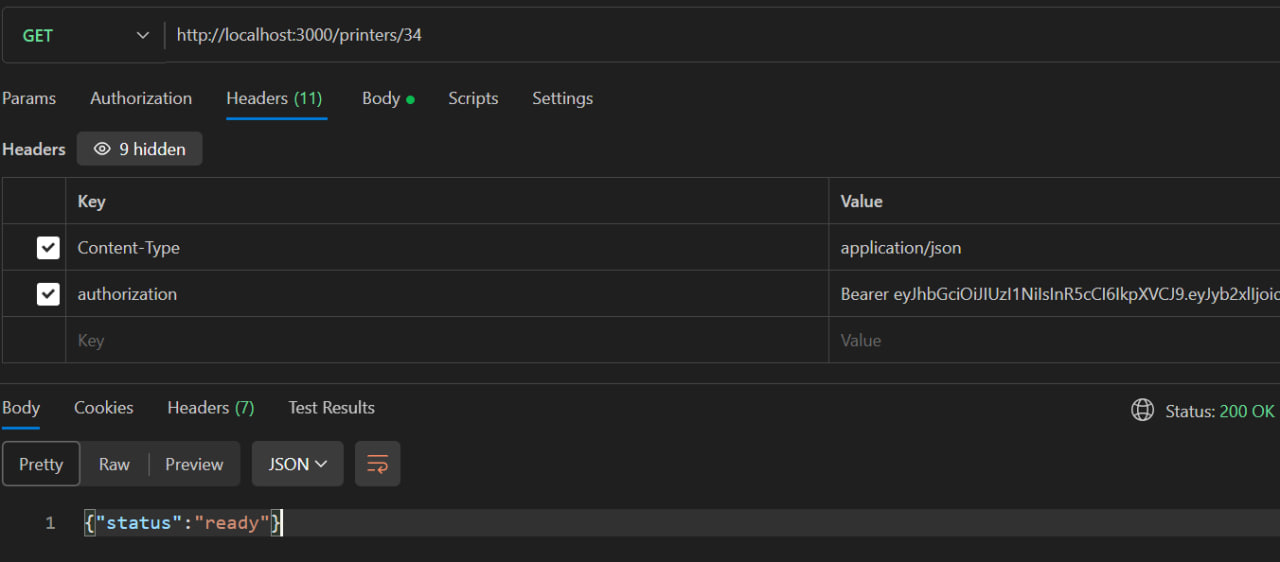 GET http://localhost:3000/printers/34
Params Authorization Headers (11) Body Scripts Settings
Headers 9 hidden
Key Value
Content-Type application/json
authorization Bearer eyJhbGciOiJIUzI1NiIsInR5cCI6IkpXVCJ9.eyJyb2xlIjoic
Key Value
Body Cookies Headers (7) Test Results Status: 200 OK
Pretty Raw Preview JSON
1 {"status":"ready"}